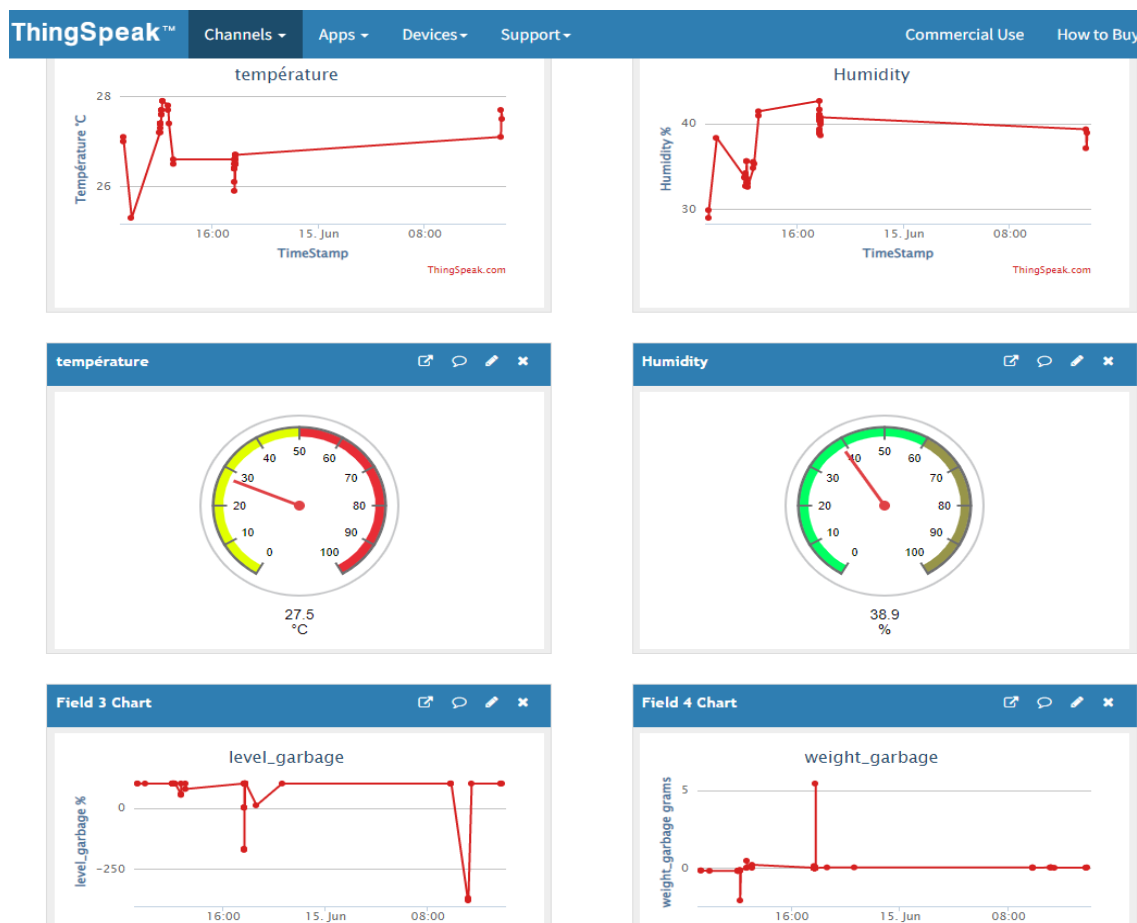 ThingSpeak™ Channels Apps Devices Support Commercial Use How to Buy
température
28
26
Température °C
16:00 15. Jun 08:00
TimeStamp
ThingSpeak.com
Humidity
40
30
Humidity %
16:00 15. Jun 08:00
TimeStamp
ThingSpeak.com
température
0 10 20 30 40 50 60 70 80 90 100
27.5
°C
Humidity
0 10 20 30 40 50 60 70 80 90 100
38.9
%
Field 3 Chart
level_garbage
0
-250
level_garbage %
16:00 15. Jun 08:00
Field 4 Chart
weight_garbage
5
0
weight_garbage grams
16:00 15. Jun 08:00